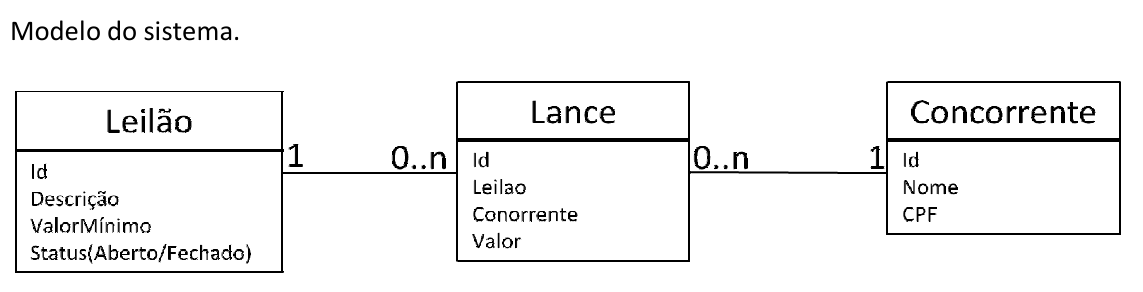 Modelo do sistema.
Leilão
Id
Descrição
ValorMínimo
Status(Aberto/Fechado)
1
0..n
Lance
Id
Leilao
Conorrente
Valor
0..n
1
Concorrente
Id
Nome
CPF